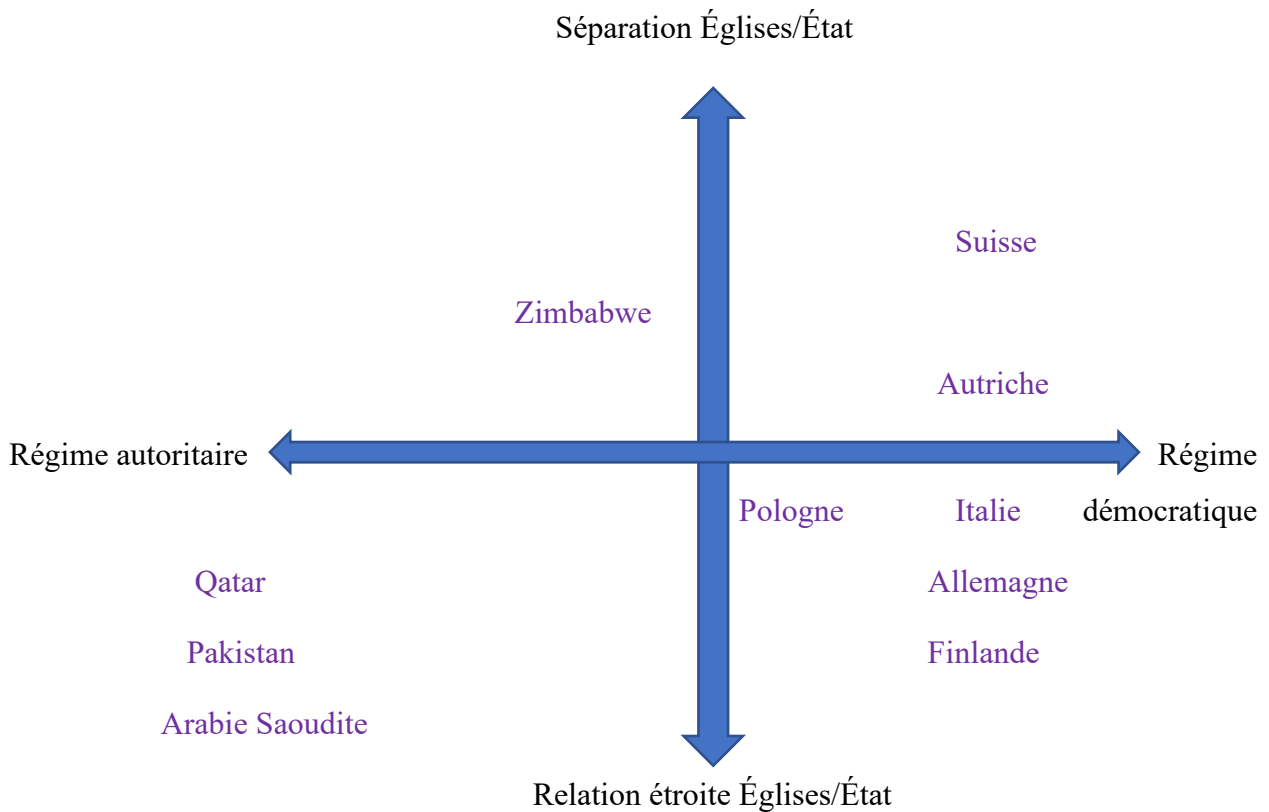 Séparation Églises/État
Suisse
Zimbabwe
Autriche
Régime autoritaire
Régime
démocratique
Pologne
Italie
Qatar
Allemagne
Pakistan
Finlande
Arabie Saoudite
Relation étroite Églises/État